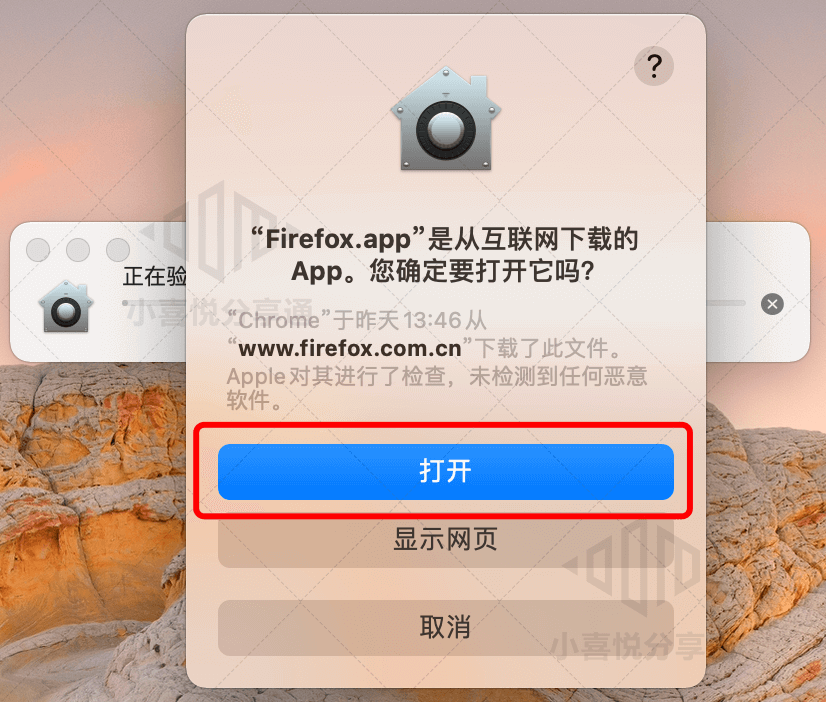 ?
“Firefox.app”是从互联网下载的
App。您确定要打开它吗?
正在验
“Chrome”于昨天 13:46 从
“www.firefox.com.cn”下载了此文件。
Apple 对其进行了检查，未检测到任何恶意
软件。
打开
显示网页
取消
小喜悦分享通
小喜悦分享